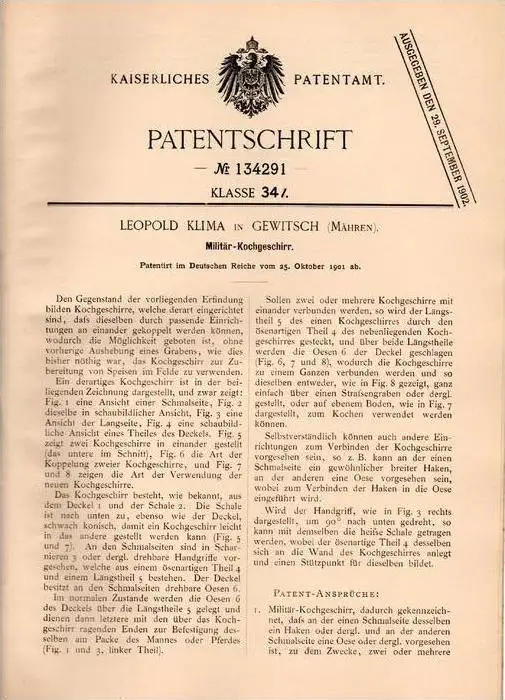 KAISERLICHES PATENTAMT.
AUSGEGEBEN DEN 29. SEPTEMBER 1902.
PATENTSCHRIFT
— № 134291 —
KLASSE 34l.
LEOPOLD KLIMA IN GEWITSCH (MÄHREN).
Militär-Kochgeschirr.
Patentirt im Deutschen Reiche vom 25. Oktober 1901 ab.
Den Gegenstand der vorliegenden Erfindung
bilden Kochgeschirre, welche derart eingerichtet
sind, daſs dieselben durch passende Einrich-
tungen an einander gekoppelt werden können,
wodurch die Möglichkeit geboten ist, ohne
vorherige Aushebung eines Grabens, wie dies
bisher nöthig war, das Kochgeschirr zur Zu-
bereitung von Speisen im Felde zu verwenden.
Ein derartiges Kochgeschirr ist in der bei-
liegenden Zeichnung dargestellt, und zwar zeigt:
Fig. 1 eine Ansicht einer Schmalseite, Fig. 2
dieselbe in schaubildlicher Ansicht, Fig. 3 eine
Ansicht der Langseite, Fig. 4 eine schaubild-
liche Ansicht eines Theiles des Deckels. Fig. 5
zeigt zwei Kochgeschirre in einander gestellt
(das untere im Schnitt), Fig. 6 die Art der
Koppelung zweier Kochgeschirre, und Fig. 7
und 8 zeigen die Art der Verwendung der
neuen Kochgeschirre.
Das Kochgeschirr besteht, wie bekannt, aus
dem Deckel 1 und der Schale 2. Die Schale
ist nach unten zu, ebenso wie der Deckel,
schwach konisch, damit ein Kochgeschirr leicht
in das andere gestellt werden kann (Fig. 5
und 7). An den Schmalseiten sind in Schar-
nieren 3 oder dergl. drehbare Handgriffe vor-
gesehen, welche aus einem ösenartigen Theil 4
und einem Längstheil 5 bestehen. Der Deckel
besitzt an den Schmalseiten drehbare Oesen 6.
Im normalen Zustande werden die Oesen 6
des Deckels über die Längstheile 5 gelegt und
dienen dann letztere mit den über das Koch-
geschirr ragenden Enden zur Befestigung des-
selben am Packe des Mannes oder Pferdes
(Fig. 1 und 3, linker Theil).
Sollen zwei oder mehrere Kochgeschirre mit
einander verbunden werden, so wird der Längs-
theil 5 des einen Kochgeschirres durch den
ösenartigen Theil 4 des nebenliegenden Koch-
geschirres gesteckt, und über beide Längstheile
werden die Oesen 6 der Deckel geschlagen
(Fig. 6, 7 und 8), wodurch die Kochgeschirre
zu einem Ganzen verbunden werden und so
dieselben entweder, wie in Fig. 8 gezeigt, ganz
einfach über einen Straſsengraben oder dergl.
gestellt, oder auf ebenem Boden, wie in Fig. 7
dargestellt, zum Kochen verwendet werden
können.
Selbstverständlich können auch andere Ein-
richtungen zum Verbinden der Kochgeschirre
vorgesehen sein, so z. B. kann an der einen
Schmalseite ein gewöhnlicher breiter Haken,
an der anderen eine Oese vorgesehen sein,
wobei zum Verbinden der Haken in die Oese
eingeführt wird.
Wird der Handgriff, wie in Fig. 3 rechts
dargestellt, um 90° nach unten gedreht, so
kann mit demselben die heiſse Schale getragen
werden, wobei der ösenartige Theil 4 desselben
sich an die Wand des Kochgeschirres anlegt
und einen Stützpunkt für dieselben bildet.
PATENT-ANSPRÜCHE:
1. Militär-Kochgeschirr, dadurch gekennzeich-
net, daſs an der einen Schmalseite desselben
ein Haken oder dergl. und an der anderen
Schmalseite eine Oese oder dergl. vorgesehen
ist, zu dem Zwecke, zwei oder mehrere